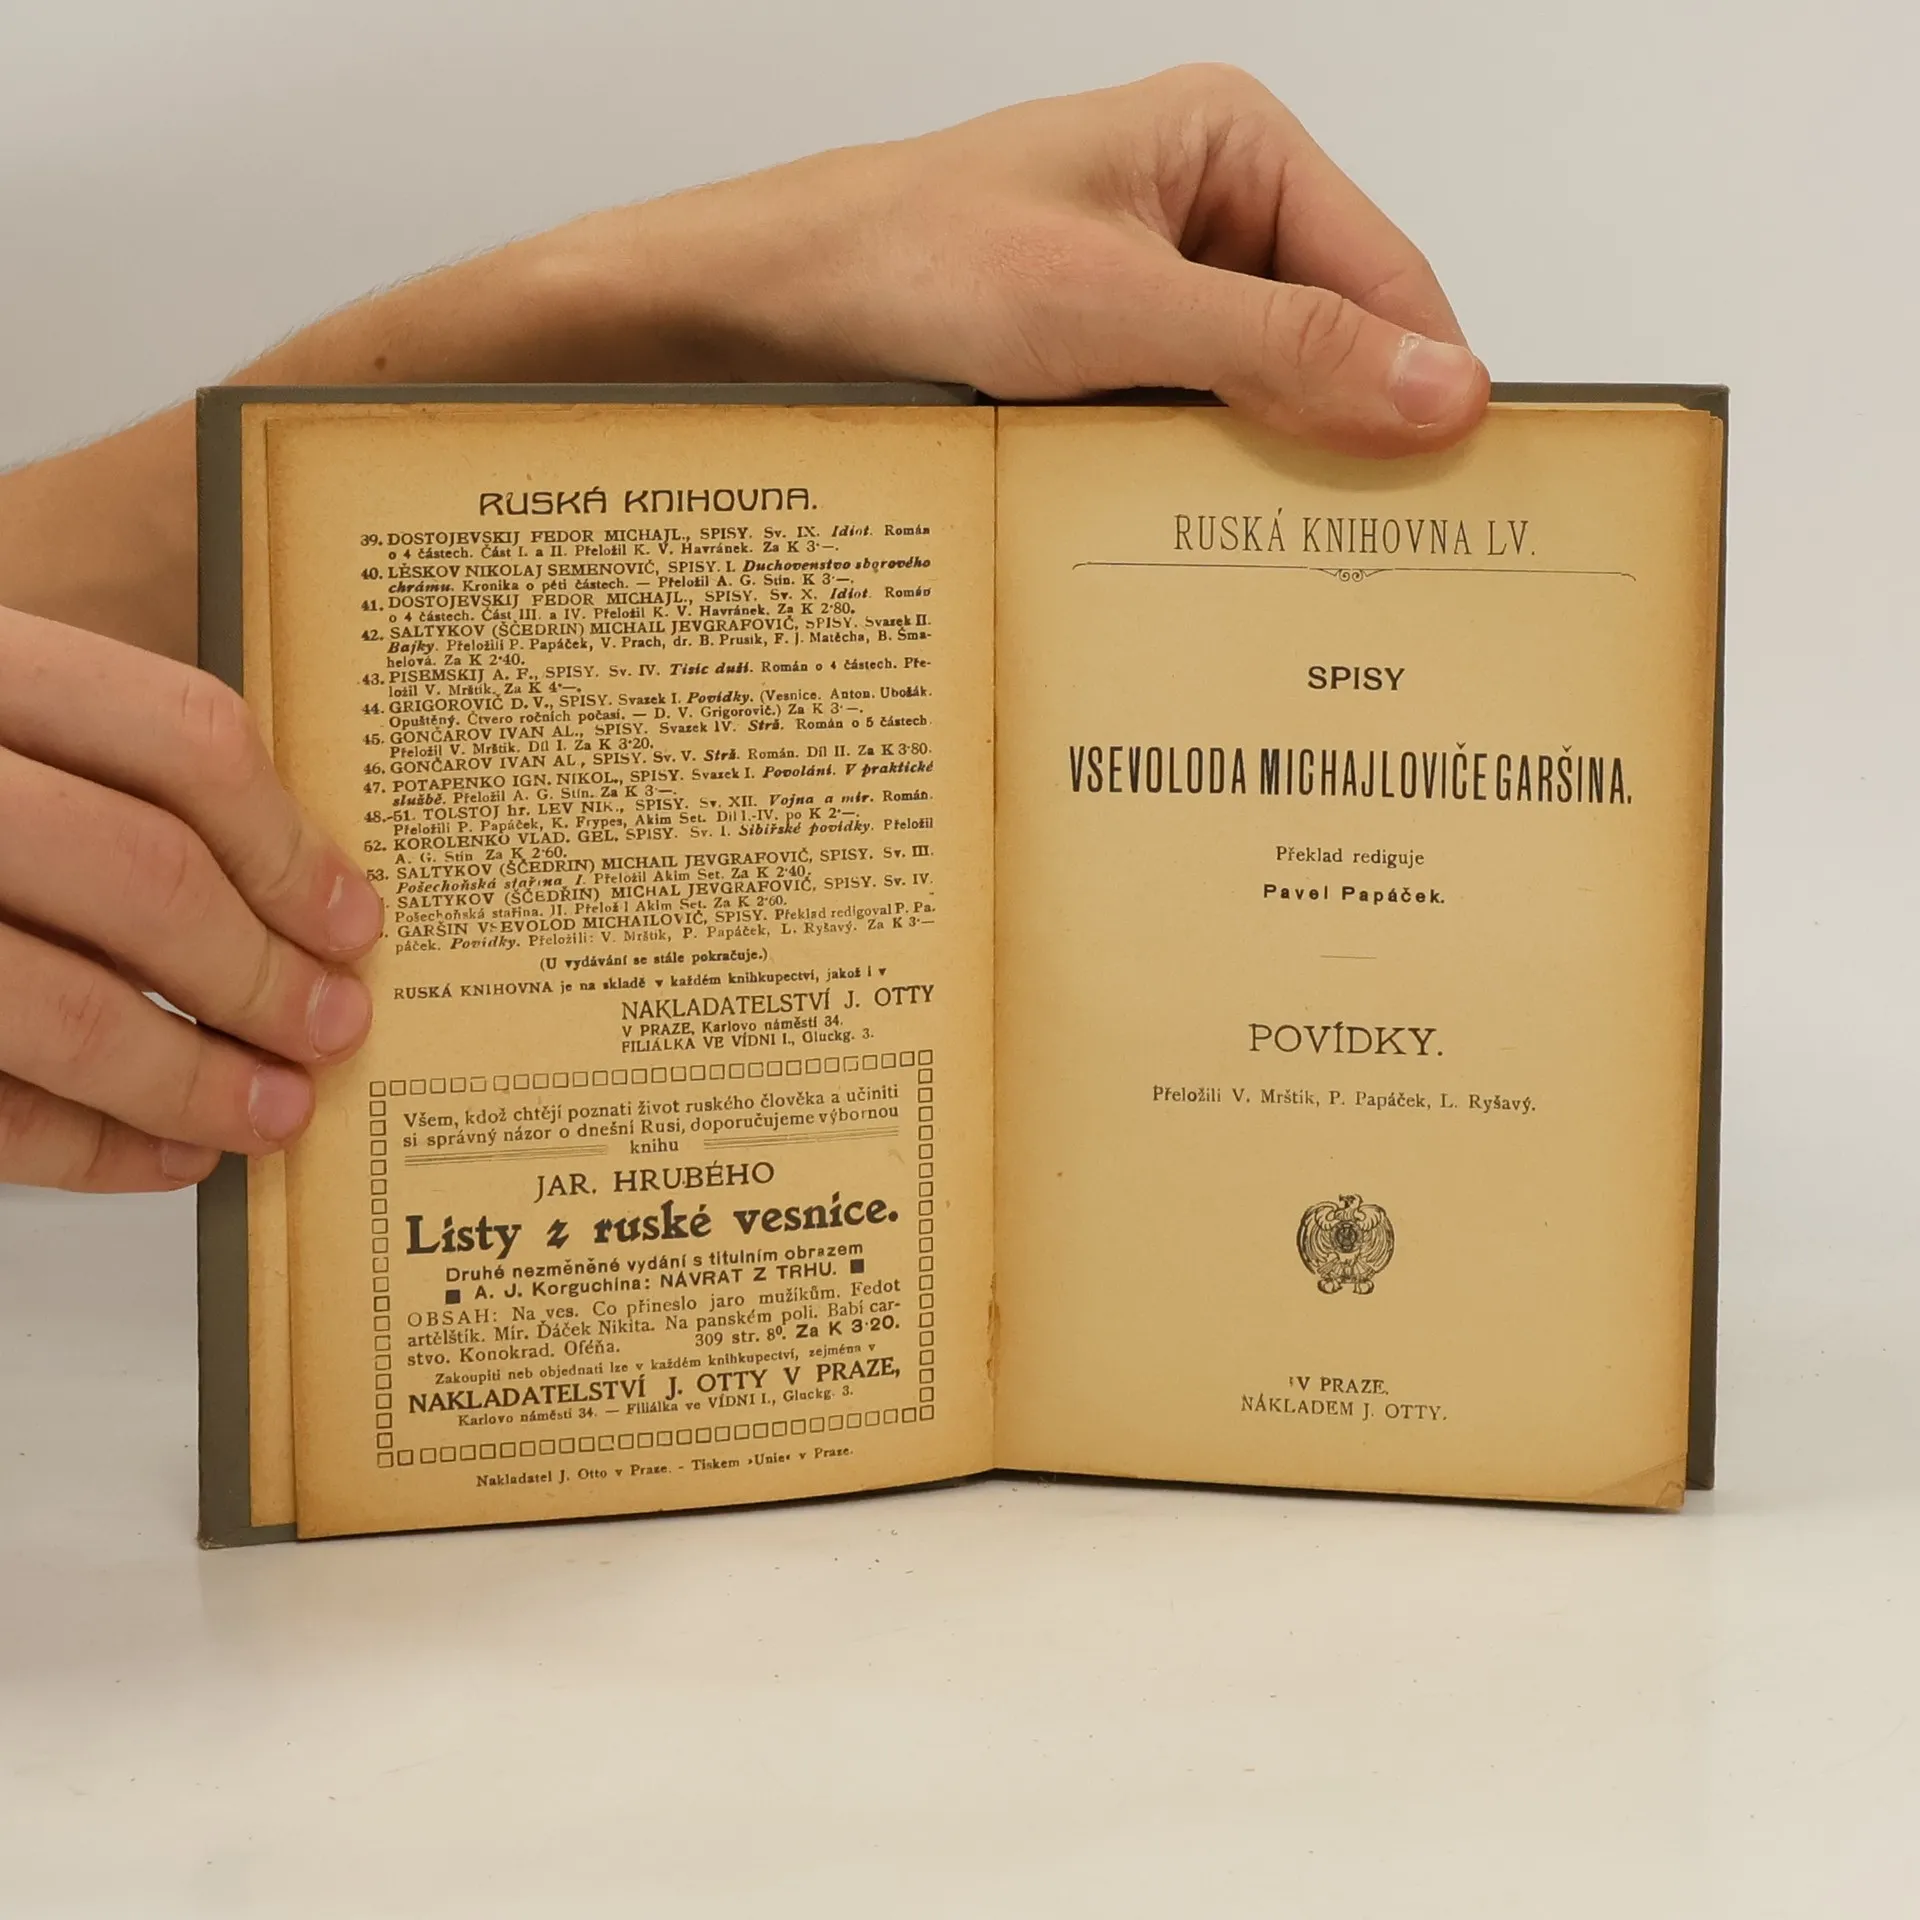 RUSKÁ KNIHOVNA.
39. DOSTOJEVSKIJ FEDOR MICHAJL., SPISY. Sv. IX. Idiot. Román
o 4 částech. Část I. a II. Přeložil K. V. Havránek. Za K 3·—.
40. LĚSKOV NIKOLAJ SEMENOVIČ, SPISY. I. Duchovenstvo sborového
chrámu. Kronika o pěti částech. — Přeložil A. G. Stín. K 3·—.
41. DOSTOJEVSKIJ FEDOR MICHAJL., SPISY. Sv. X. Idiot. Román
o 4 částech. Část III. a IV. Přeložil K. V. Havránek. Za K 2·80.
42. SALTYKOV (ŠČEDRIN) MICHAIL JEVGRAFOVIČ, SPISY. Svazek II.
Bajky. Přeložili P. Papáček, V. Prach, dr. B. Prusík, F. J. Matěcha, B. Šma-
helová. Za K 2·40.
43. PISEMSKIJ A. F., SPISY. Sv. IV. Tisíc duší. Román o 4 částech. Pře-
ložil V. Mrštík. Za K 4·—.
44. GRIGOROVIČ D. V., SPISY. Svazek I. Povídky. (Vesnice. Anton. Ubožák.
Opuštěný. Čtvero ročních počasí. — D. V. Grigorovič.) Za K 3·—.
45. GONČAROV IVAN AL., SPISY. Svazek IV. Strž. Román o 5 částech.
Přeložil V. Mrštík. Díl I. Za K 3·20.
46. GONČAROV IVAN AL, SPISY. Sv. V. Strž. Román. Díl II. Za K 3·80.
47. POTAPENKO IGN. NIKOL., SPISY. Svazek I. Povolání. V praktické
službě. Přeložil A. G. Stín. Za K 3·—.
48.-51. TOLSTOJ hr. LEV NIK., SPISY. Sv. XII. Vojna a mír. Román.
Přeložili P. Papáček, K. Frypes, Akim Set. Díl I.-IV. po K 2·—.
52. KOROLENKO VLAD. GEL, SPISY. Sv. I. Sibiřské povídky. Přeložil
A. G. Stín Za K 2·60.
53. SALTYKOV (ŠČEDRIN) MICHAIL JEVGRAFOVIČ, SPISY. Sv. III.
Pošechoňská stařina I. Přeložil Akim Set. Za K 2·40.
SALTYKOV (ŠČEDŘIN) MICHAL JEVGRAFOVIČ, SPISY. Sv. IV.
Pošechoňská stařina. II. Přelož l Akim Set. Za K 2·60.
GARŠIN VSEVOLOD MICHAILOVIČ, SPISY. Překlad redigoval P. Pa-
páček. Povídky. Přeložili: V. Mrštík, P. Papáček, L. Ryšavý. Za K 3·—
(U vydávání se stále pokračuje.)
RUSKÁ KNIHOVNA je na skladě v každém knihkupectví, jakož i v
NAKLADATELSTVÍ J. OTTY
V PRAZE, Karlovo náměstí 34.
FILIÁLKA VE VÍDNI I., Gluckg. 3.
Všem, kdož chtějí poznati život ruského člověka a učiniti
si správný názor o dnešní Rusi, doporučujeme výbornou
knihu
JAR. HRUBÉHO
Listy z ruské vesnice.
Druhé nezměněné vydání s titulním obrazem
A. J. Korguchina: NÁVRAT Z TRHU.
OBSAH: Na ves. Co přineslo jaro mužíkům. Fedot
artělštík. Mir. Ďáček Nikita. Na panském poli. Babí car-
stvo. Konokrad. Oféňa. 309 str. 8⁰. Za K 3·20.
Zakoupiti neb objednati lze v každém knihkupectví, zejména v
NAKLADATELSTVÍ J. OTTY V PRAZE,
Karlovo náměstí 34. — Filiálka ve VÍDNI I., Gluckg. 3.
Nakladatel J. Otto v Praze. - Tiskem »Unie« v Praze.
RUSKÁ KNIHOVNA LV.
SPISY
VSEVOLODA MICHAJLOVIČE GARŠINA.
Překlad rediguje
Pavel Papáček.
POVÍDKY.
Přeložili V. Mrštík, P. Papáček, L. Ryšavý.
V PRAZE.
NÁKLADEM J. OTTY.